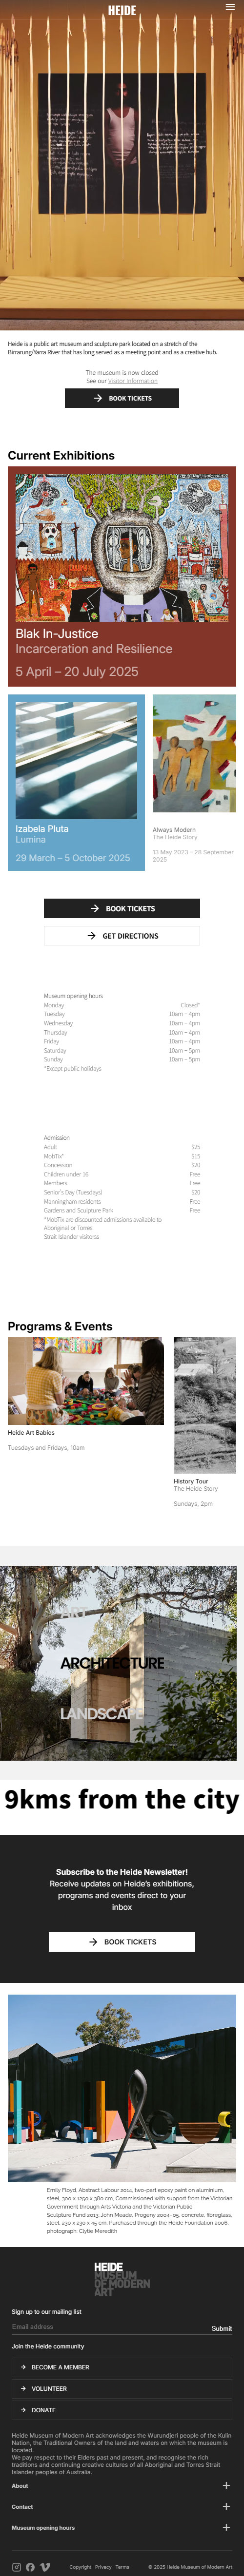 HEIDE
Heide is a public art museum and sculpture park located on a stretch of the
Birrarung/Yarra River that has long served as a meeting point and as a creative hub.
The museum is now closed
See our Visitor Information
BOOK TICKETS
Current Exhibitions
Blak In-Justice
Incarceration and Resilience
5 April – 20 July 2025
Izabela Pluta
Lumina
29 March – 5 October 2025
Always Modern
The Heide Story
13 May 2023 – 28 September
2025
BOOK TICKETS
GET DIRECTIONS
Museum opening hours
Monday Closed*
Tuesday 10am – 4pm
Wednesday 10am – 4pm
Thursday 10am – 4pm
Friday 10am – 4pm
Saturday 10am – 5pm
Sunday 10am – 5pm
*Except public holidays
Admission
Adult $25
MobTix* $15
Concession $20
Children under 16 Free
Members Free
Senior's Day (Tuesdays) $20
Manningham residents Free
Gardens and Sculpture Park Free
*MobTix are discounted admissions available to
Aboriginal or Torres
Strait Islander visitorss
Programs & Events
Heide Art Babies
Tuesdays and Fridays, 10am
History Tour
The Heide Story
Sundays, 2pm
ART
ARCHITECTURE
LANDSCAPE
9kms from the city
Subscribe to the Heide Newsletter!
Receive updates on Heide's exhibitions,
programs and events direct to your
inbox
BOOK TICKETS
Emily Floyd, Abstract Labour 2014, two-part epoxy paint on aluminium,
steel, 300 x 1250 x 360 cm, Commissioned with support from the Victorian
Government through Arts Victoria and the Victorian Public
Sculpture Fund 2013; John Meade, Progeny 2004–05, concrete, fibreglass,
steel, 230 x 230 x 45 cm, Purchased through the Heide Foundation 2006,
photograph: Clytie Meredith
HEIDE
MUSEUM
OF MODERN
ART
Sign up to our mailing list
Email address
Submit
Join the Heide community
BECOME A MEMBER
VOLUNTEER
DONATE
Heide Museum of Modern Art acknowledges the Wurundjeri people of the Kulin
Nation, the Traditional Owners of the land and waters on which the museum is
located.
We pay respect to their Elders past and present, and recognise the rich
traditions and continuing creative cultures of all Aboriginal and Torres Strait
Islander peoples of Australia.
About
Contact
Museum opening hours
Copyright Privacy Terms © 2025 Heide Museum of Modern Art